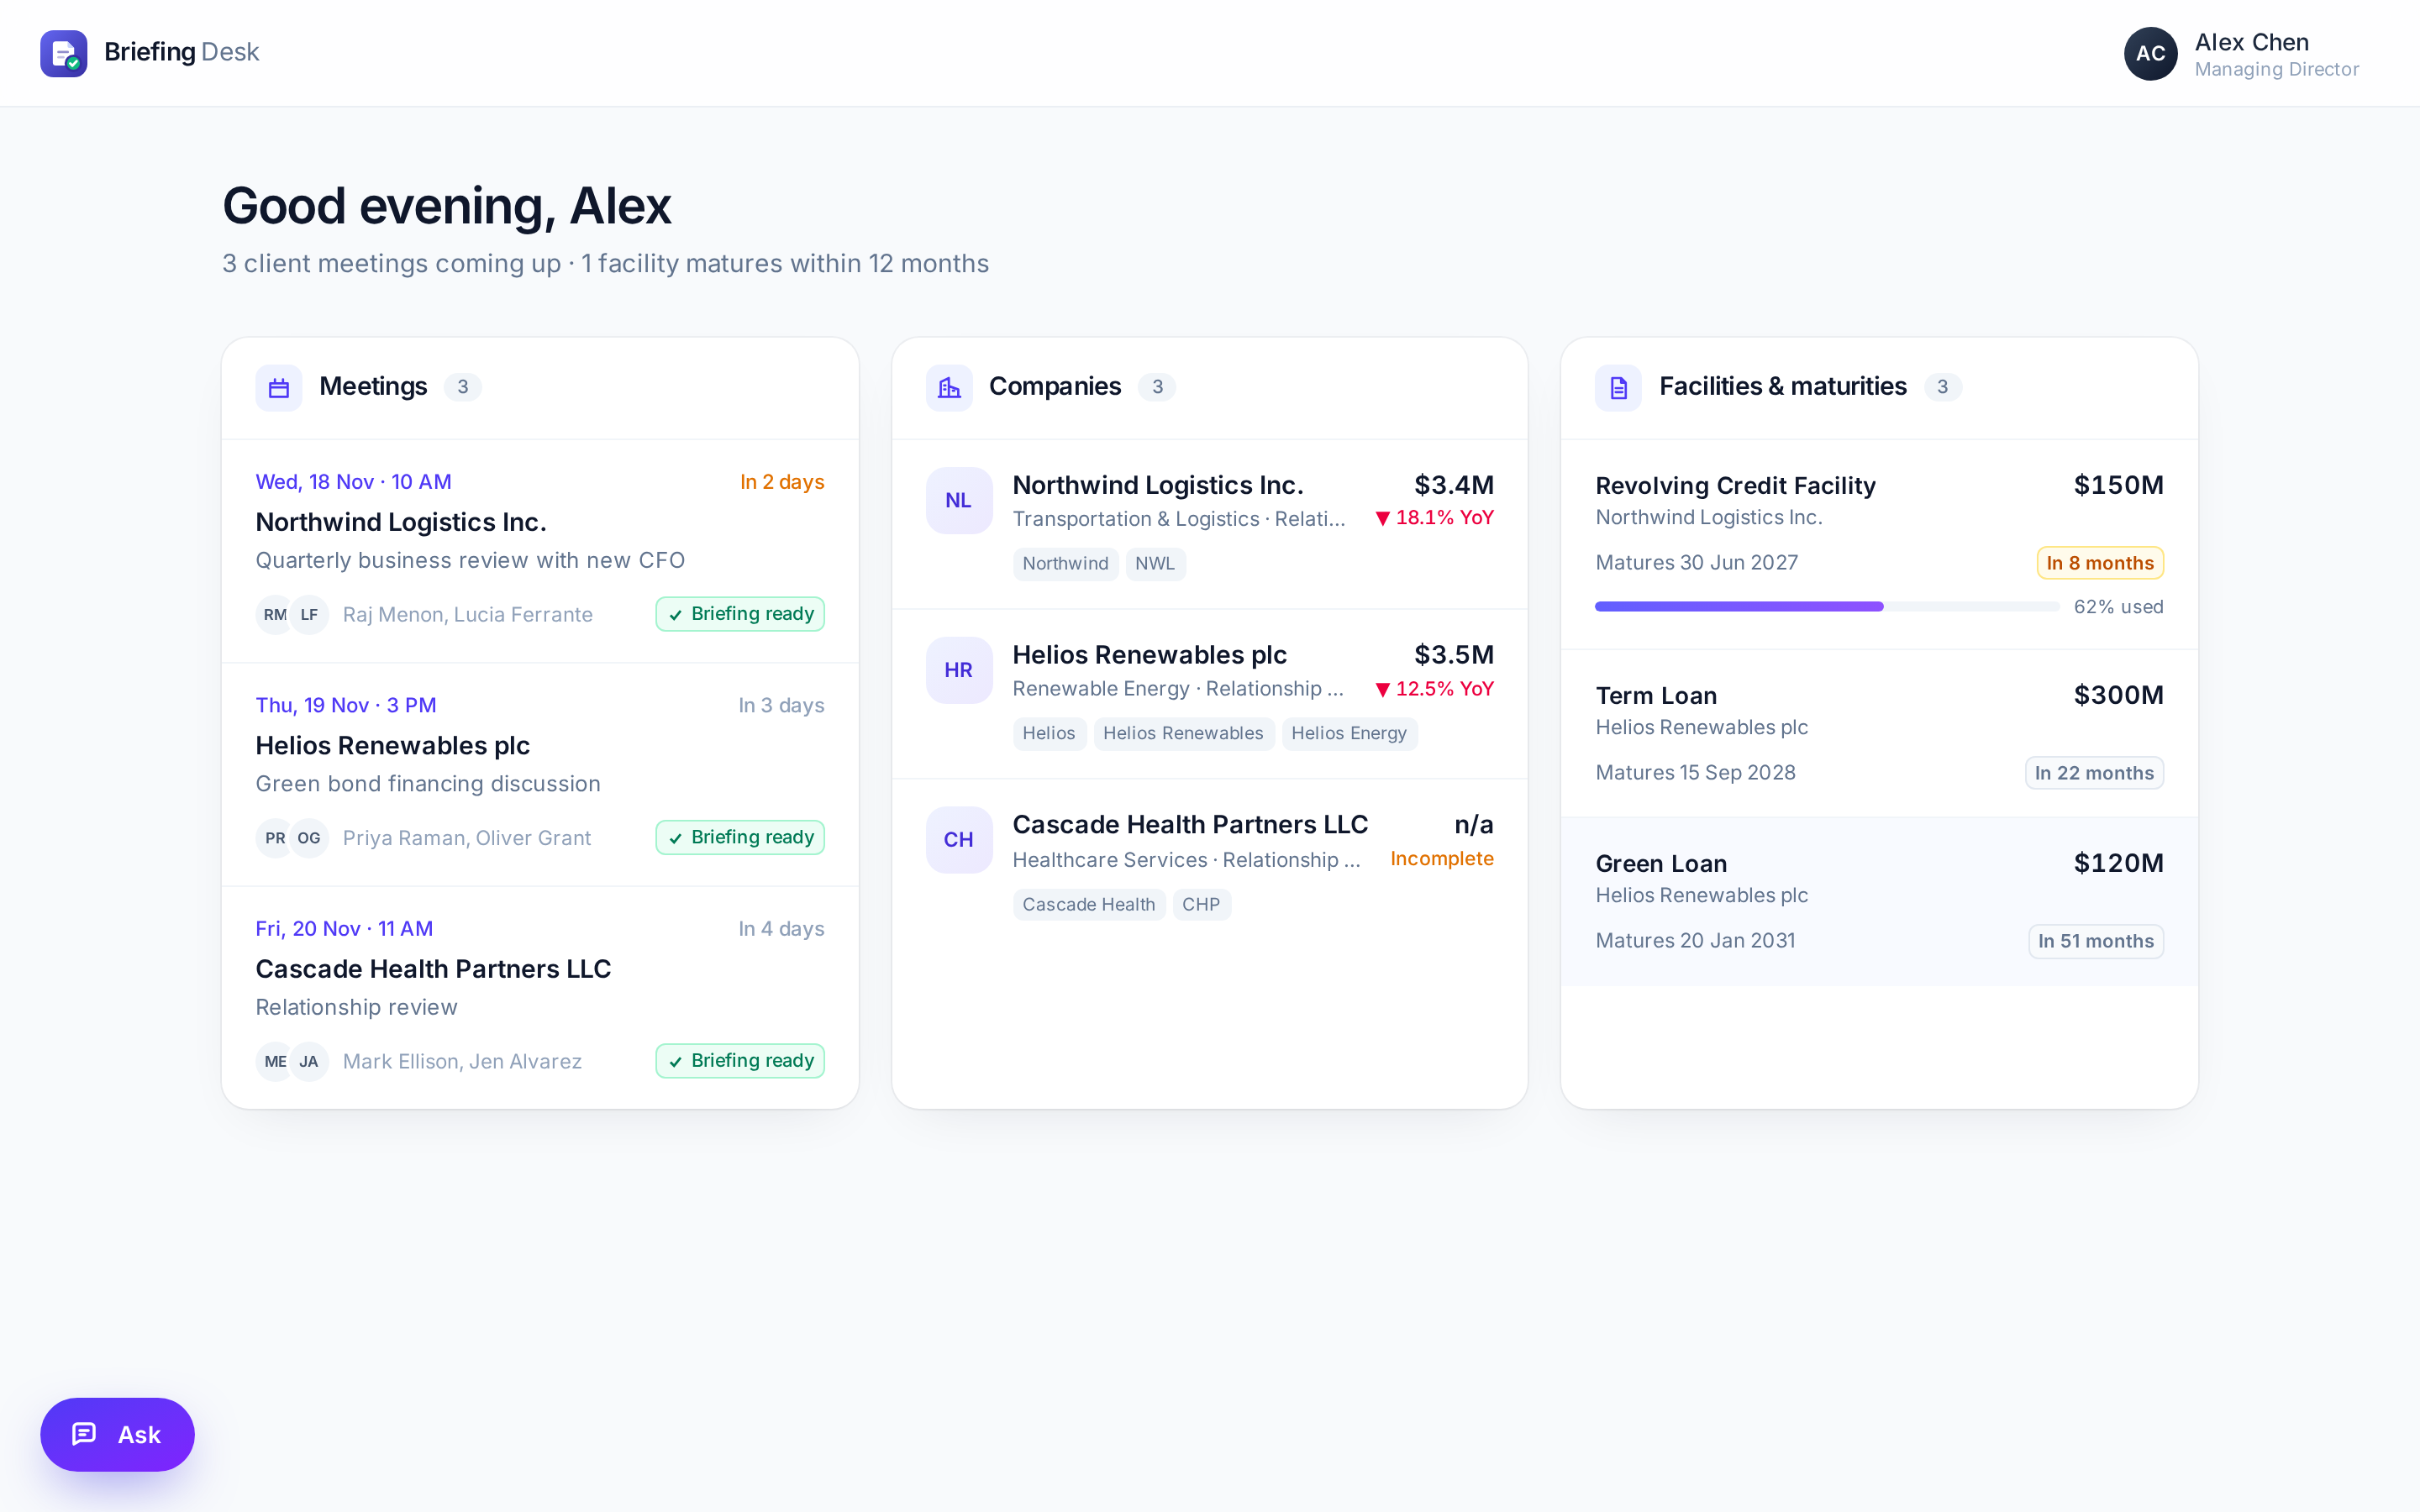 Briefing Desk
AC
Alex Chen
Managing Director
Good evening, Alex
3 client meetings coming up · 1 facility matures within 12 months
Meetings 3
Wed, 18 Nov · 10 AM In 2 days
Northwind Logistics Inc.
Quarterly business review with new CFO
RM LF Raj Menon, Lucia Ferrante Briefing ready
Thu, 19 Nov · 3 PM In 3 days
Helios Renewables plc
Green bond financing discussion
PR OG Priya Raman, Oliver Grant Briefing ready
Fri, 20 Nov · 11 AM In 4 days
Cascade Health Partners LLC
Relationship review
ME JA Mark Ellison, Jen Alvarez Briefing ready
Companies 3
NL Northwind Logistics Inc. $3.4M
Transportation & Logistics · Relati... ▼ 18.1% YoY
Northwind NWL
HR Helios Renewables plc $3.5M
Renewable Energy · Relationship ... ▼ 12.5% YoY
Helios Helios Renewables Helios Energy
CH Cascade Health Partners LLC n/a
Healthcare Services · Relationship ... Incomplete
Cascade Health CHP
Facilities & maturities 3
Revolving Credit Facility $150M
Northwind Logistics Inc.
Matures 30 Jun 2027 In 8 months
62% used
Term Loan $300M
Helios Renewables plc
Matures 15 Sep 2028 In 22 months
Green Loan $120M
Helios Renewables plc
Matures 20 Jan 2031 In 51 months
Ask